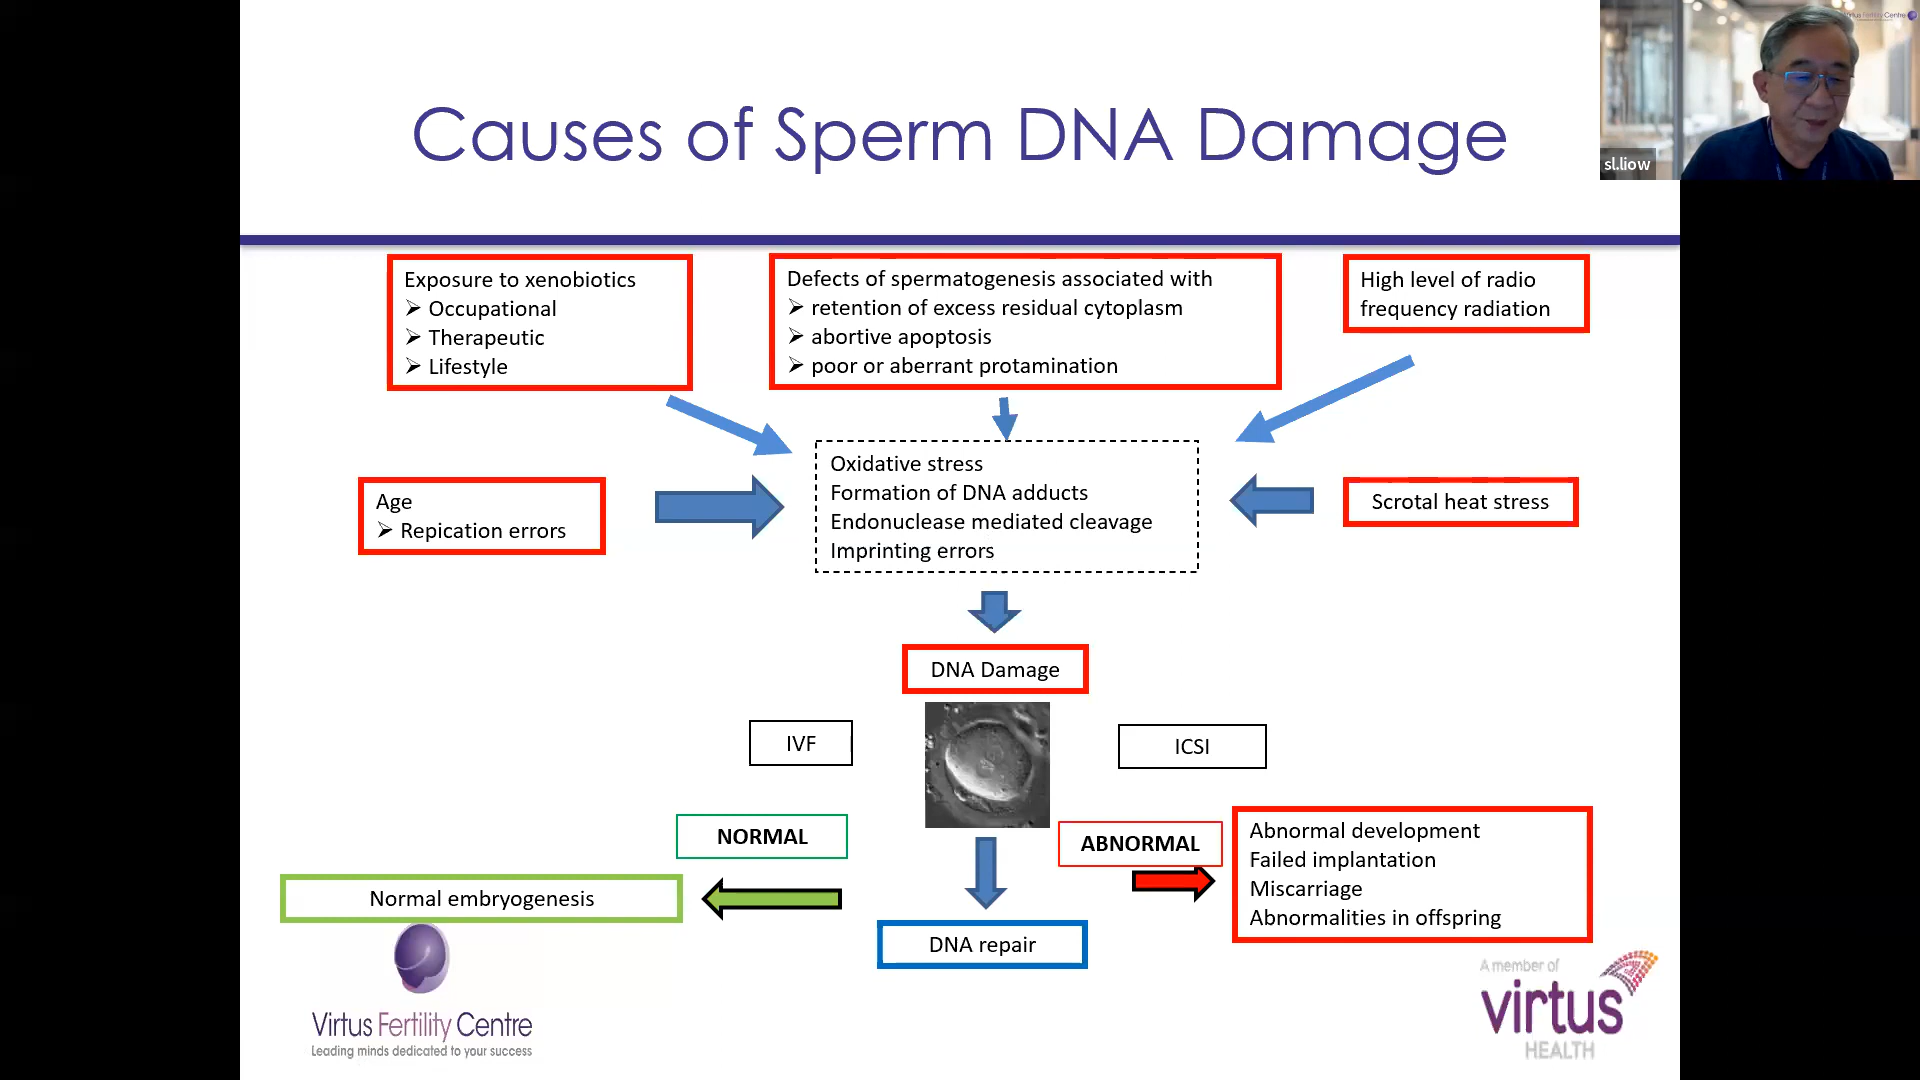 Causes of Sperm DNA Damage
Virtus Fertility Centre
sl.liow
Exposure to xenobiotics
➢ Occupational
➢ Therapeutic
➢ Lifestyle
Defects of spermatogenesis associated with
➢ retention of excess residual cytoplasm
➢ abortive apoptosis
➢ poor or aberrant protamination
High level of radio
frequency radiation
Age
➢ Repication errors
Oxidative stress
Formation of DNA adducts
Endonuclease mediated cleavage
Imprinting errors
Scrotal heat stress
DNA Damage
IVF
ICSI
NORMAL
ABNORMAL
Normal embryogenesis
DNA repair
Abnormal development
Failed implantation
Miscarriage
Abnormalities in offspring
Virtus Fertility Centre
Leading minds dedicated to your success
A member of
virtus
HEALTH